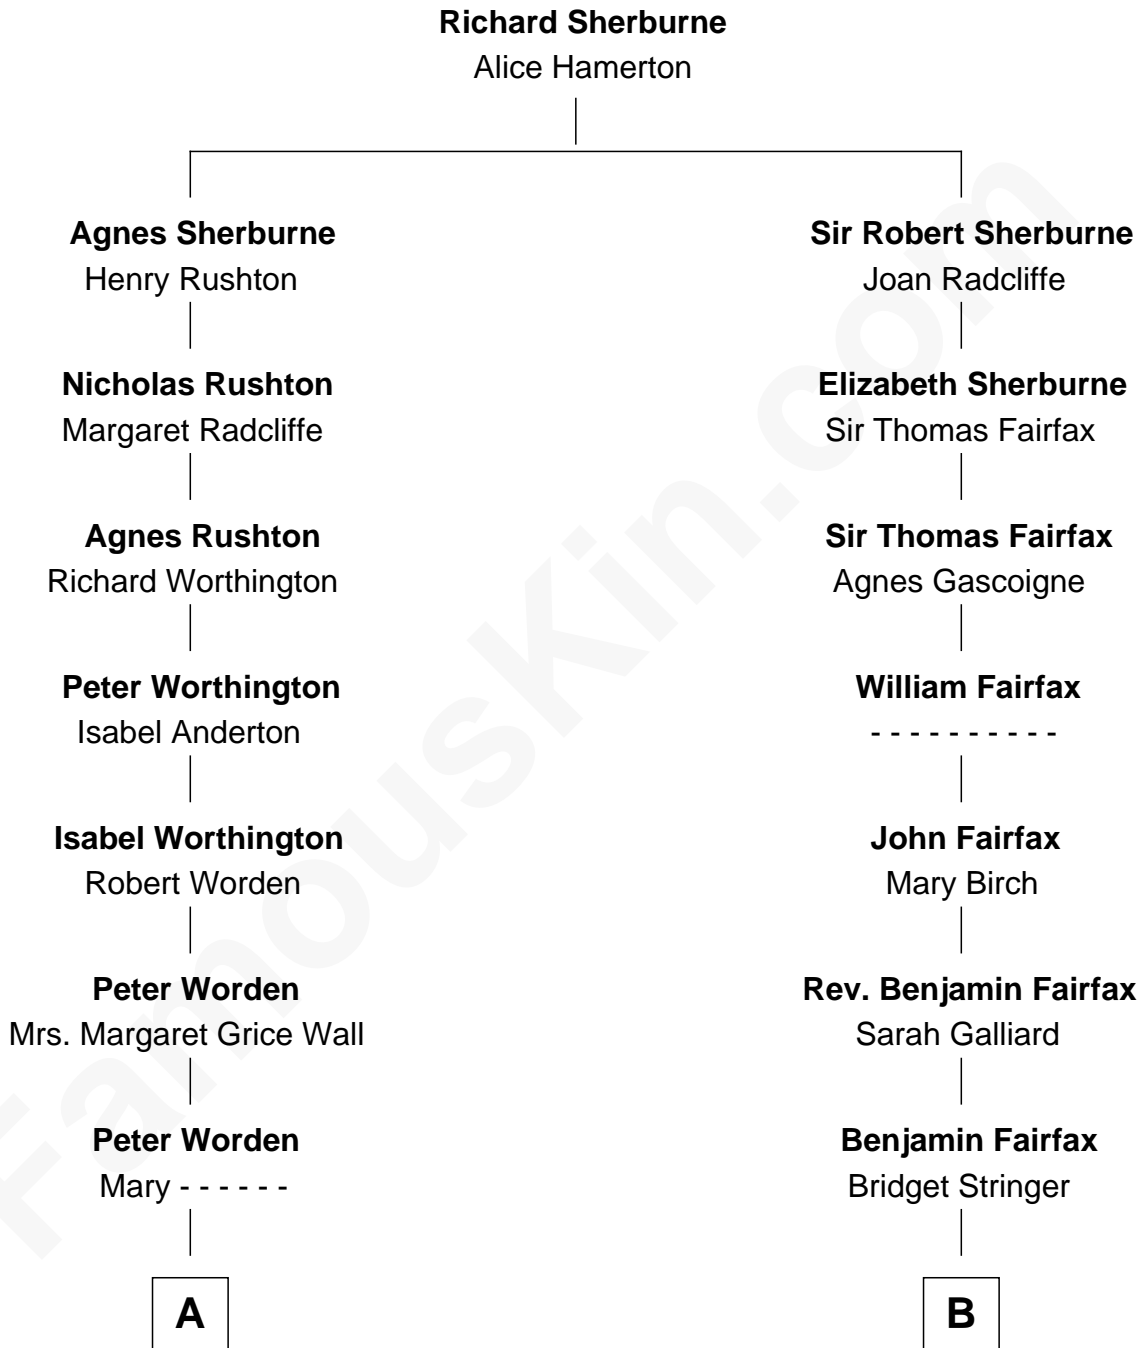 Richard Sherburne
Alice Hamerton
Agnes Sherburne
Henry Rushton
Sir Robert Sherburne
Joan Radcliffe
Nicholas Rushton
Margaret Radcliffe
Elizabeth Sherburne
Sir Thomas Fairfax
Agnes Rushton
Richard Worthington
Sir Thomas Fairfax
Agnes Gascoigne
Peter Worthington
Isabel Anderton
William Fairfax
- - - - - - - - - -
Isabel Worthington
Robert Worden
John Fairfax
Mary Birch
Peter Worden
Mrs. Margaret Grice Wall
Rev. Benjamin Fairfax
Sarah Galliard
Peter Worden
Mary - - - - - -
Benjamin Fairfax
Bridget Stringer
A
B
FamousKin.com